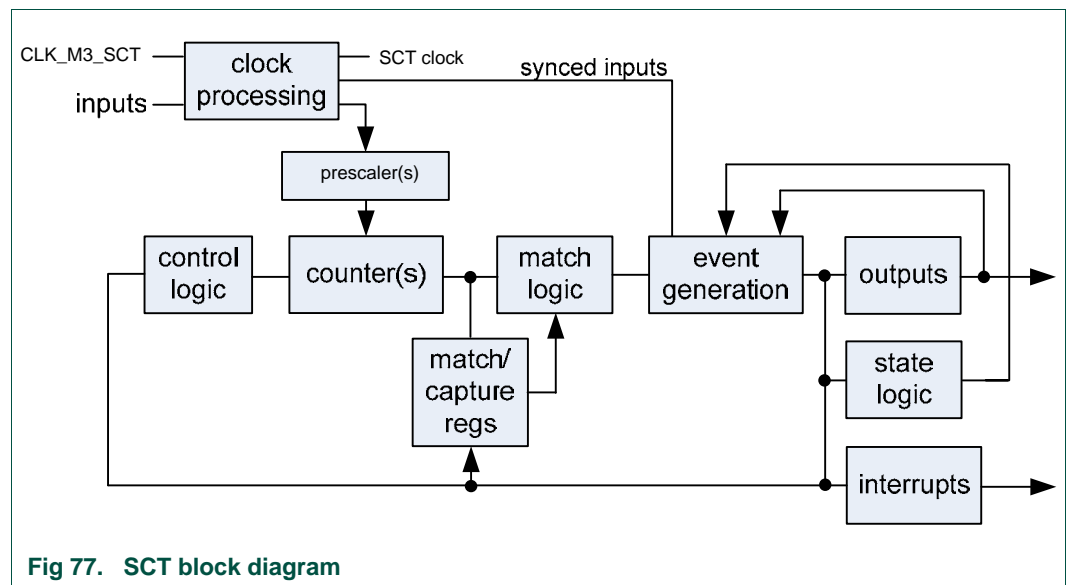 CLK_M3_SCT
inputs
clock
processing
SCT clock
synced inputs
prescaler(s)
control
logic
counter(s)
match
logic
event
generation
outputs
match/
capture
regs
state
logic
interrupts
Fig 77. SCT block diagram